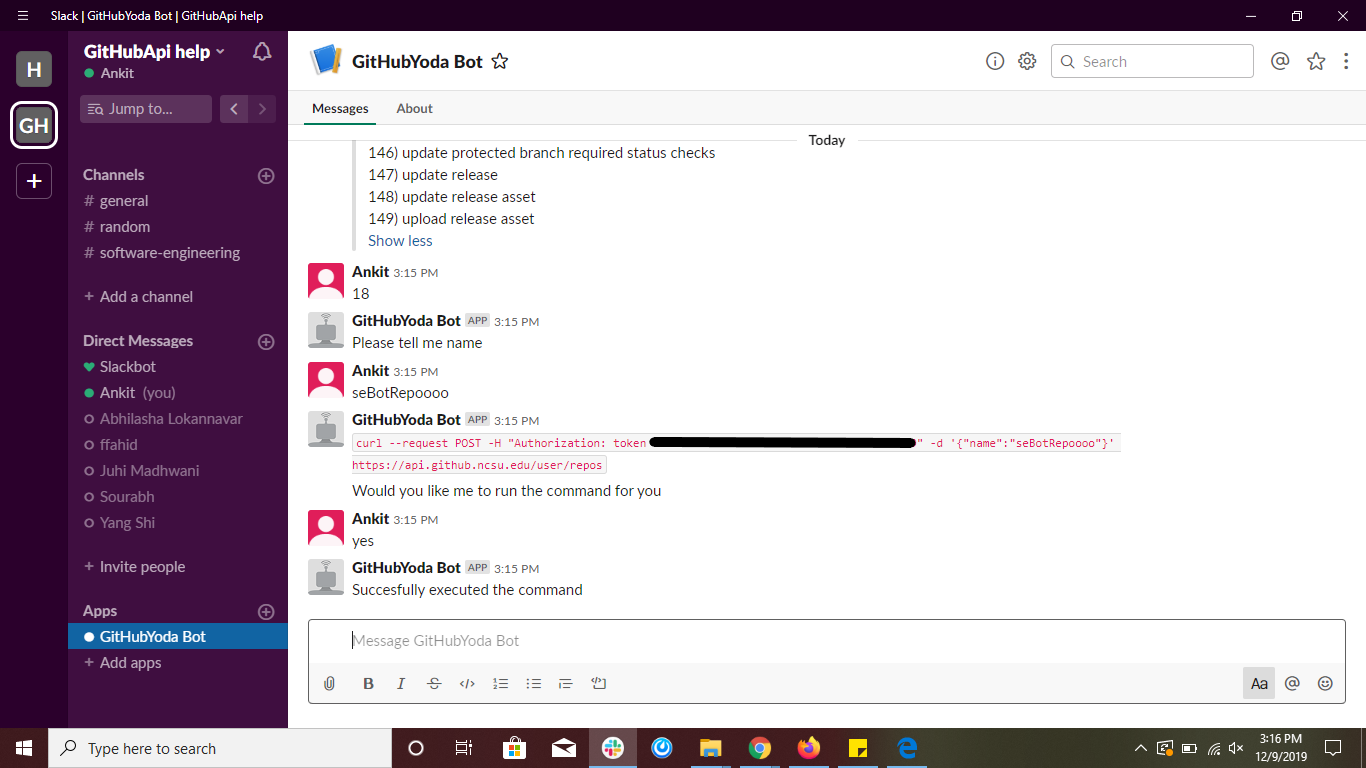 Slack | GitHubYoda Bot | GitHubApi help
H
GH
+
GitHubApi help
Ankit
Jump to...
Channels
# general
# random
# software-engineering
+ Add a channel
Direct Messages
Slackbot
Ankit (you)
Abhilasha Lokannavar
ffahid
Juhi Madhwani
Sourabh
Yang Shi
+ Invite people
Apps
GitHubYoda Bot
+ Add apps
GitHubYoda Bot
Search
Messages About
Today
146) update protected branch required status checks
147) update release
148) update release asset
149) upload release asset
Show less
Ankit 3:15 PM
18
GitHubYoda Bot APP 3:15 PM
Please tell me name
Ankit 3:15 PM
seBotRepoooo
GitHubYoda Bot APP 3:15 PM
curl --request POST -H "Authorization: token " -d '{"name":"seBotRepoooo"}'
https://api.github.ncsu.edu/user/repos
Would you like me to run the command for you
Ankit 3:15 PM
yes
GitHubYoda Bot APP 3:15 PM
Succesfully executed the command
Message GitHubYoda Bot
B I S </> Aa @
Type here to search
3:16 PM
12/9/2019